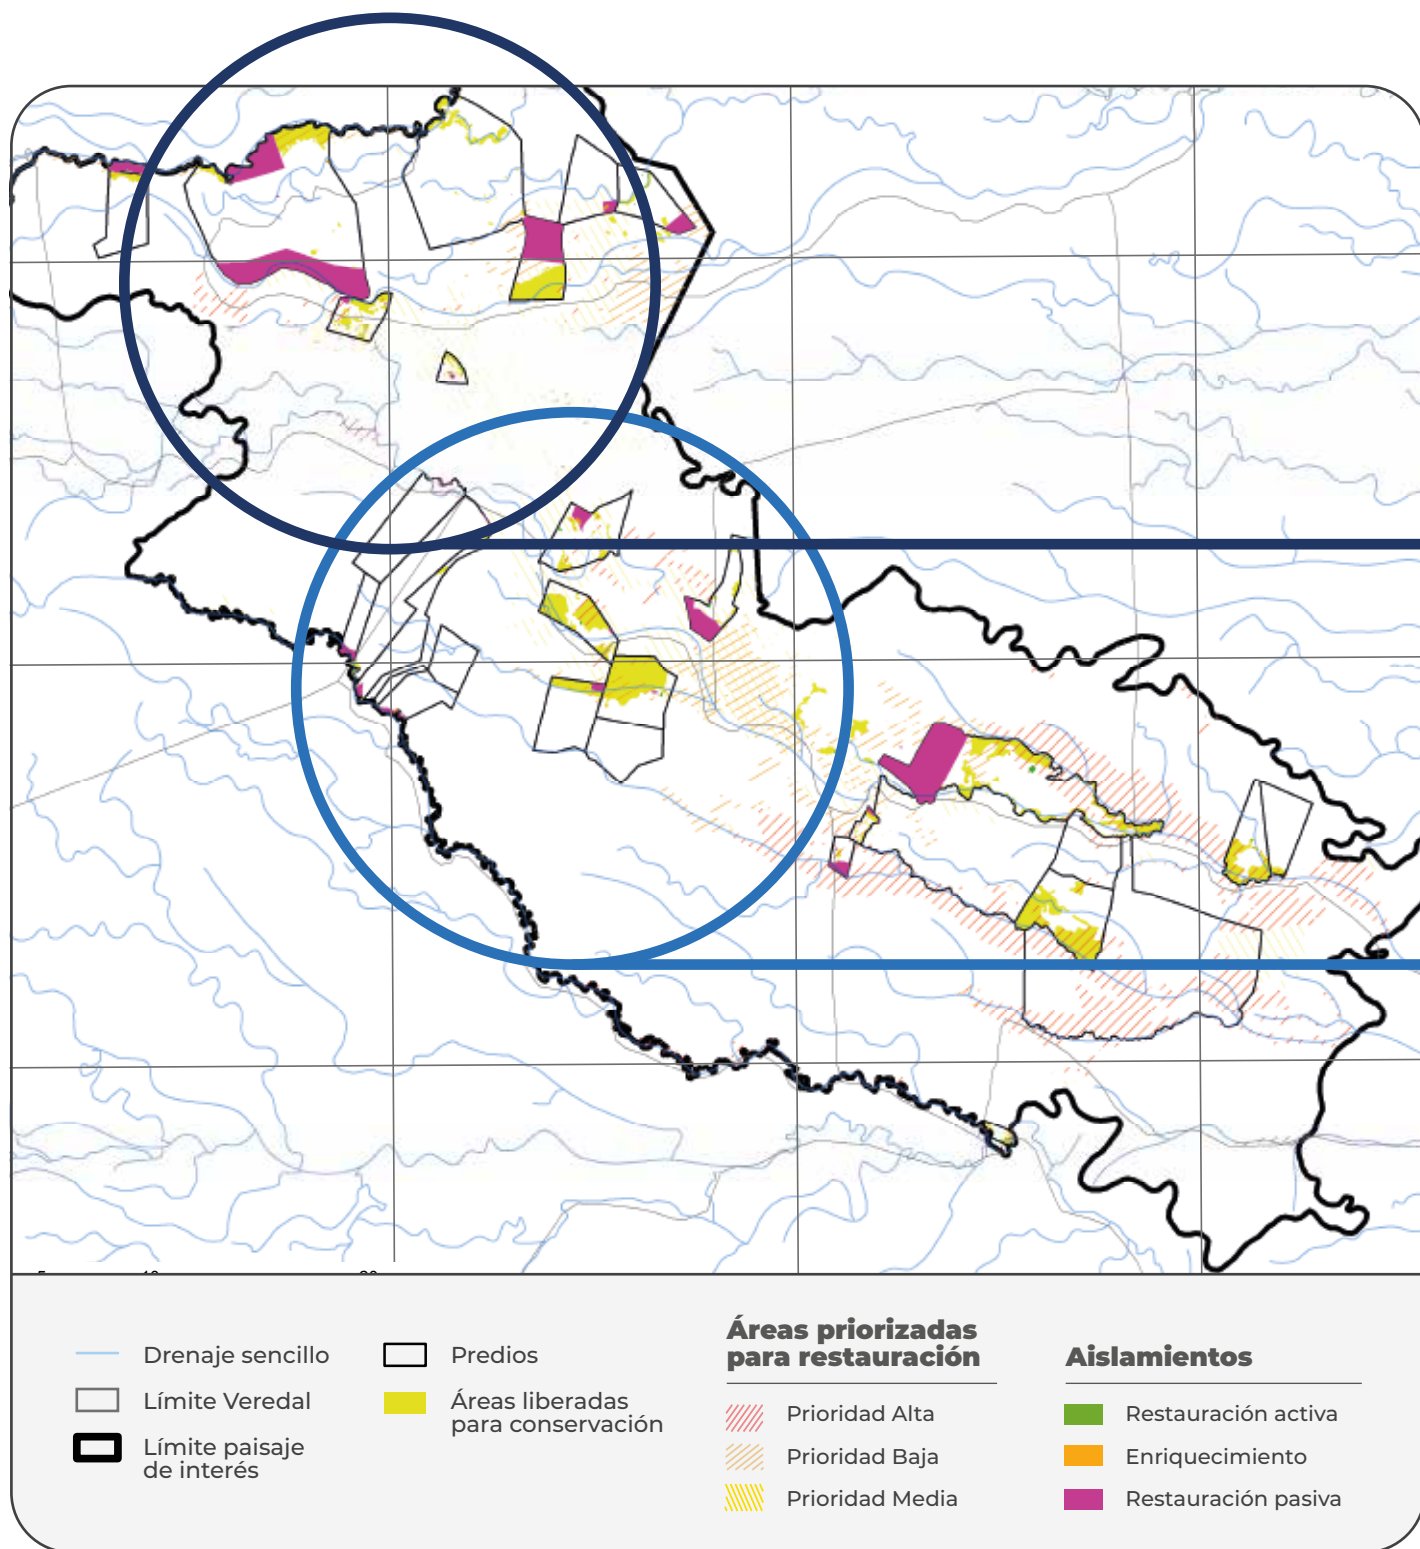 Drenaje sencillo
Límite Veredal
Límite paisaje
de interés
Predios
Áreas liberadas
para conservación
Áreas priorizadas
para restauración
Prioridad Alta
Prioridad Baja
Prioridad Media
Aislamientos
Restauración activa
Enriquecimiento
Restauración pasiva